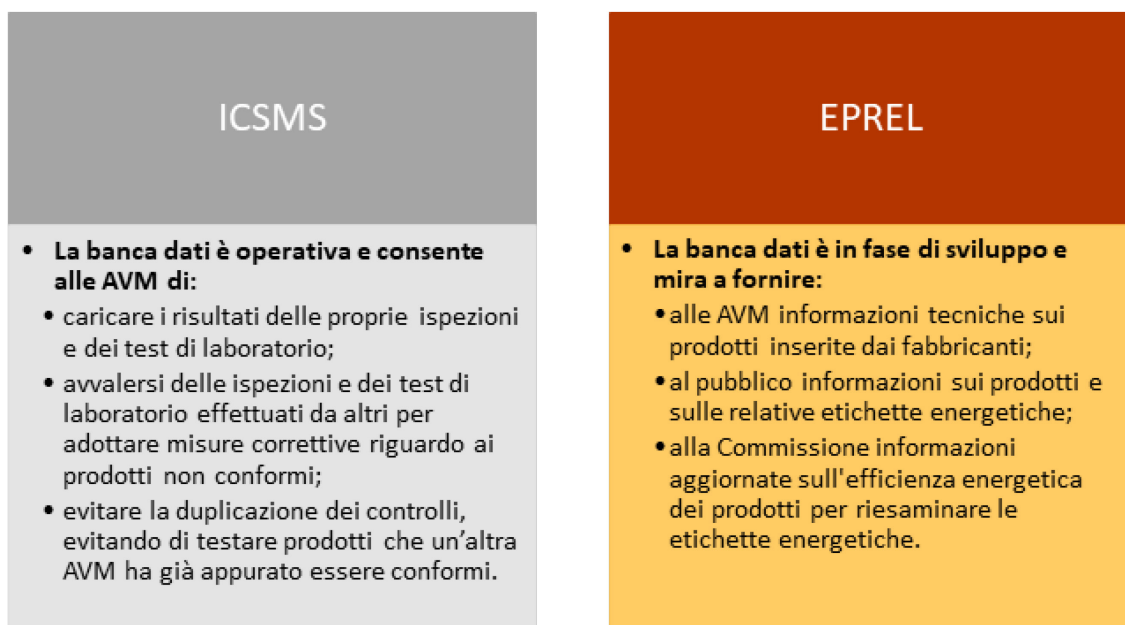 ICSMS
• La banca dati è operativa e consente
alle AVM di:
• caricare i risultati delle proprie ispezioni
e dei test di laboratorio;
• avvalersi delle ispezioni e dei test di
laboratorio effettuati da altri per
adottare misure correttive riguardo ai
prodotti non conformi;
• evitare la duplicazione dei controlli,
evitando di testare prodotti che un’altra
AVM ha già appurato essere conformi.
EPREL
• La banca dati è in fase di sviluppo e
mira a fornire:
• alle AVM informazioni tecniche sui
prodotti inserite dai fabbricanti;
• al pubblico informazioni sui prodotti e
sulle relative etichette energetiche;
• alla Commissione informazioni
aggiornate sull'efficienza energetica
dei prodotti per riesaminare le
etichette energetiche.